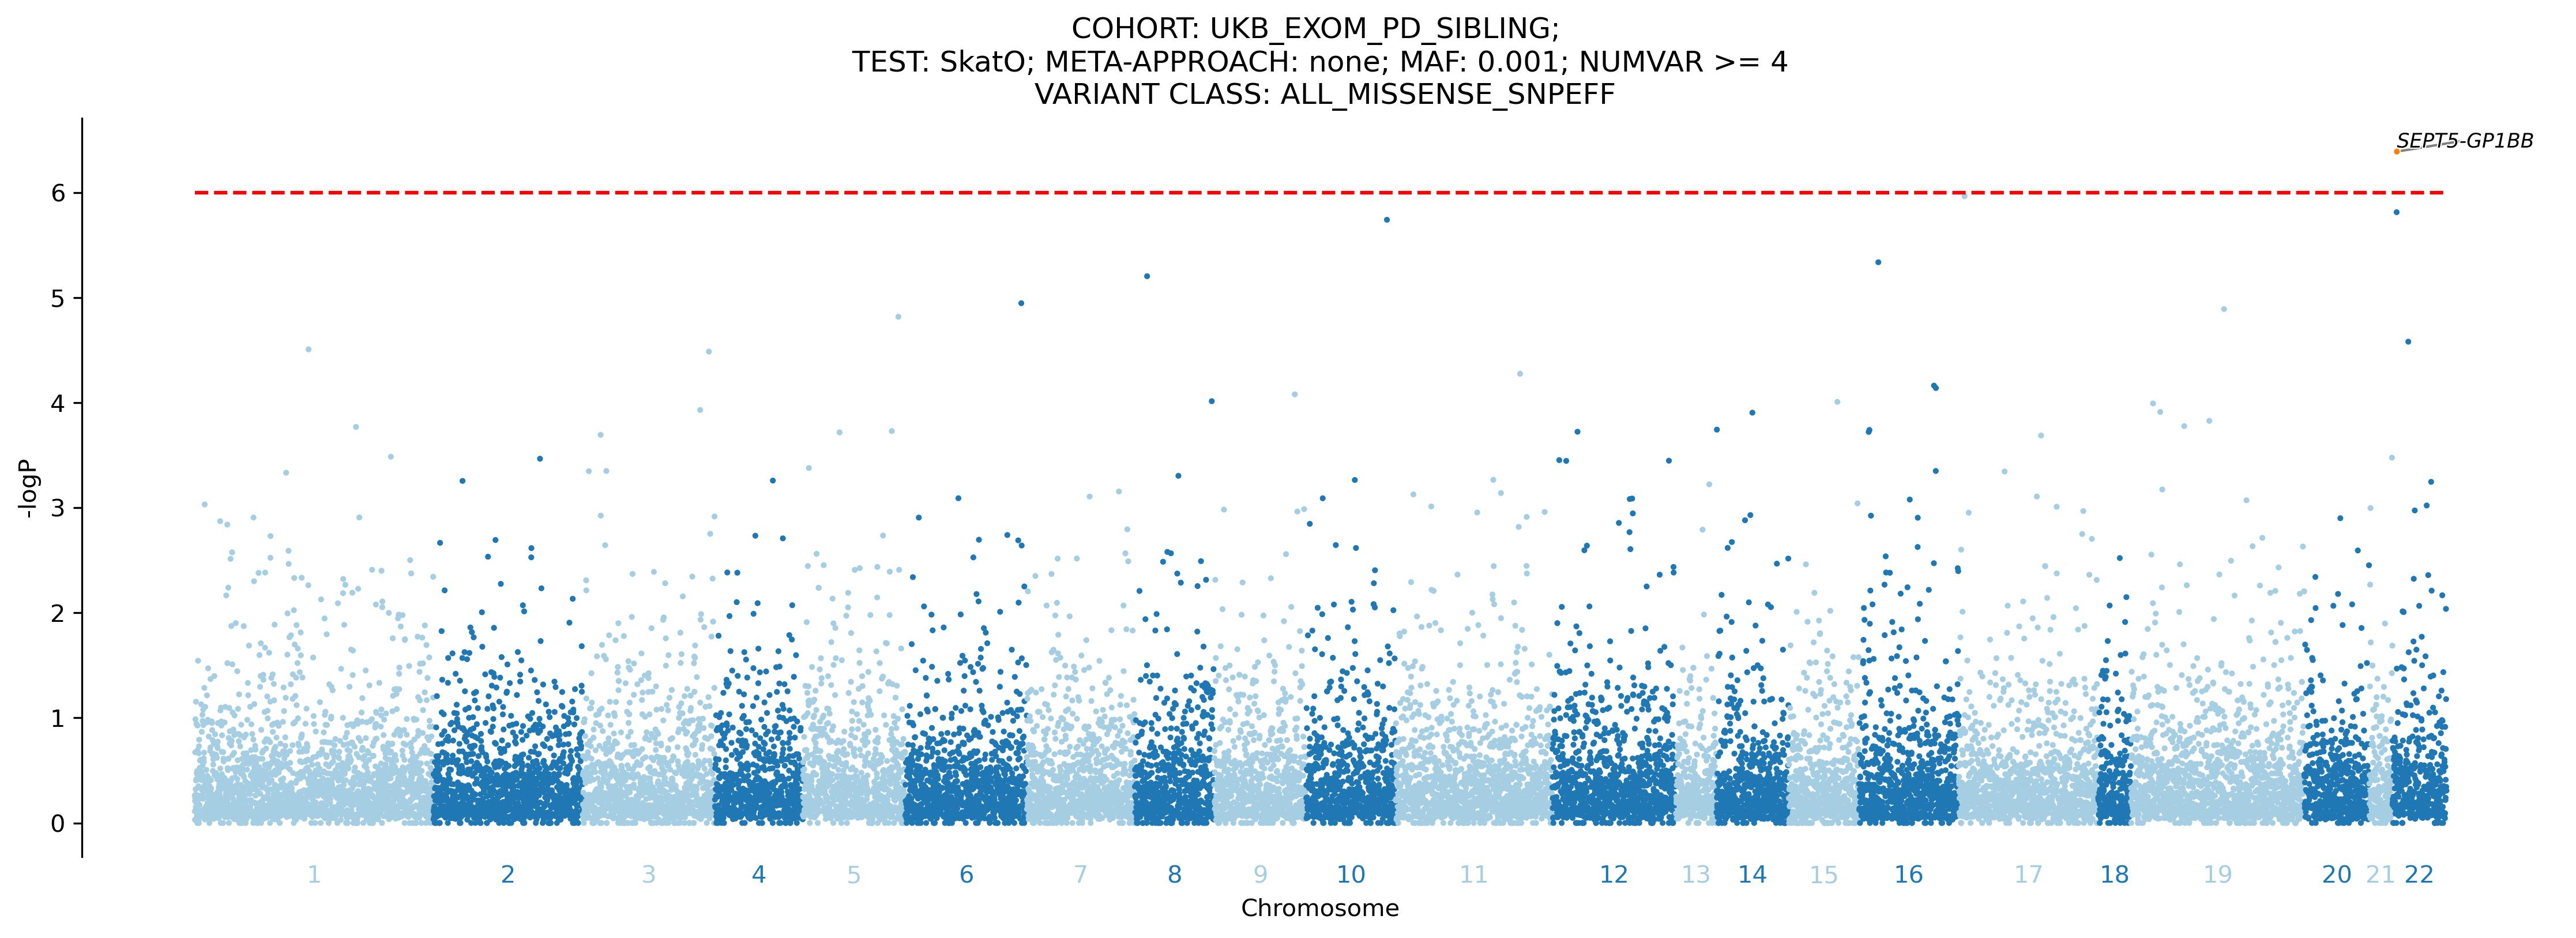 COHORT: UKB_EXOM_PD_SIBLING;
TEST: SkatO; META-APPROACH: none; MAF: 0.001; NUMVAR >= 4
VARIANT CLASS: ALL_MISSENSE_SNPEFF
SEPT5-GP1BB
-logP
6
5
4
3
2
1
0
1 2 3 4 5 6 7 8 9 10 11 12 13 14 15 16 17 18 19 20 21 22
Chromosome